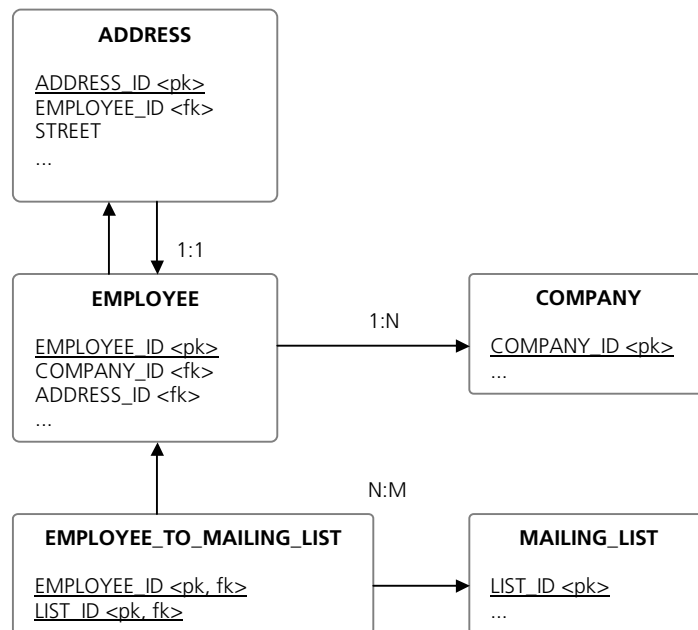 ADDRESS
ADDRESS_ID <pk>
EMPLOYEE_ID <fk>
STREET
...
1:1
EMPLOYEE
EMPLOYEE_ID <pk>
COMPANY_ID <fk>
ADDRESS_ID <fk>
...
1:N
COMPANY
COMPANY_ID <pk>
...
N:M
EMPLOYEE_TO_MAILING_LIST
EMPLOYEE_ID <pk, fk>
LIST_ID <pk, fk>
MAILING_LIST
LIST_ID <pk>
...